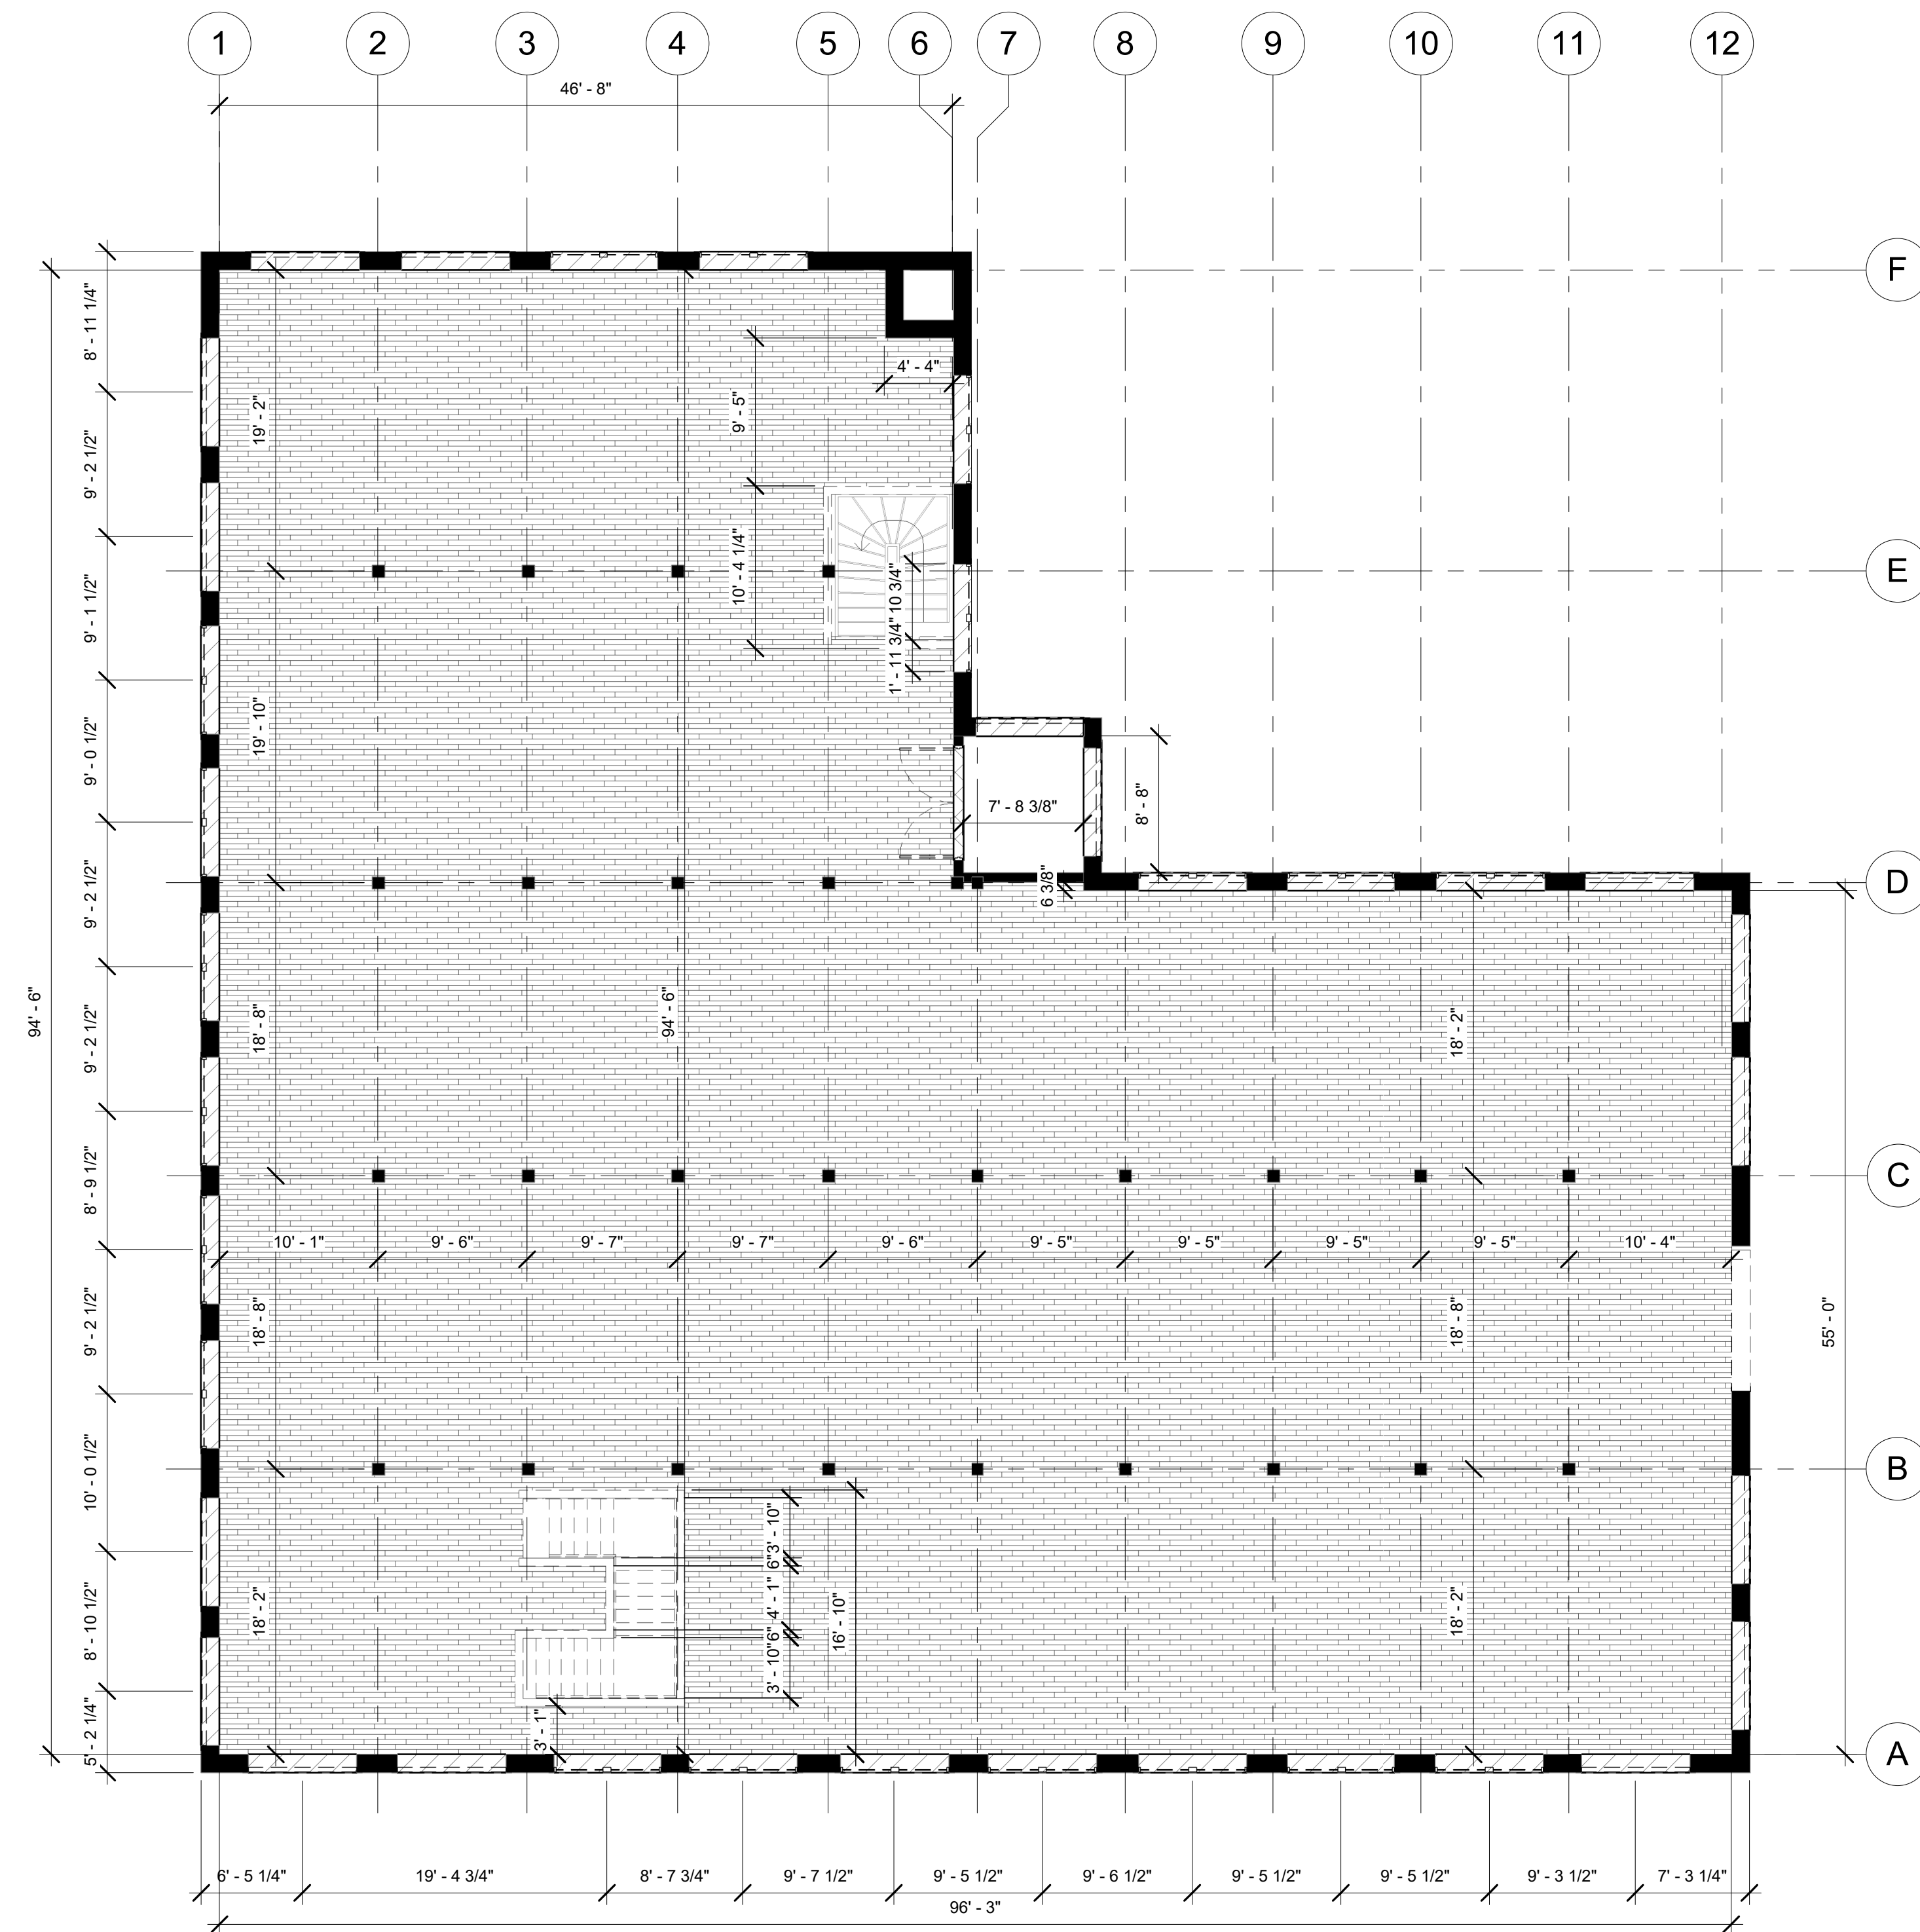 1 2 3 4 5 6 7 8 9 10 11 12
46' - 8"
F
8' - 11 1/4"
4' - 4"
19' - 2"
9' - 5"
9' - 2 1/2"
10' - 4 1/4"
E
10 3/4"
9' - 1 1/2"
1' - 11 3/4"
19' - 10"
9' - 0 1/2"
7' - 8 3/8"
8' - 8"
D
6 3/8"
9' - 2 1/2"
94' - 6"
94' - 6"
18' - 8"
18' - 2"
9' - 2 1/2"
C
8' - 9 1/2"
10' - 1" 9' - 6" 9' - 7" 9' - 7" 9' - 6" 9' - 5" 9' - 5" 9' - 5" 9' - 5" 10' - 4"
9' - 2 1/2"
18' - 8"
18' - 8"
55' - 0"
10' - 0 1/2"
B
3' - 10"
6"
4' - 1"
6"
3' - 10"
16' - 10"
18' - 2"
18' - 2"
8' - 10 1/2"
3' - 1"
5' - 2 1/4"
A
6' - 5 1/4" 19' - 4 3/4" 8' - 7 3/4" 9' - 7 1/2" 9' - 5 1/2" 9' - 6 1/2" 9' - 5 1/2" 9' - 5 1/2" 9' - 3 1/2" 7' - 3 1/4"
96' - 3"